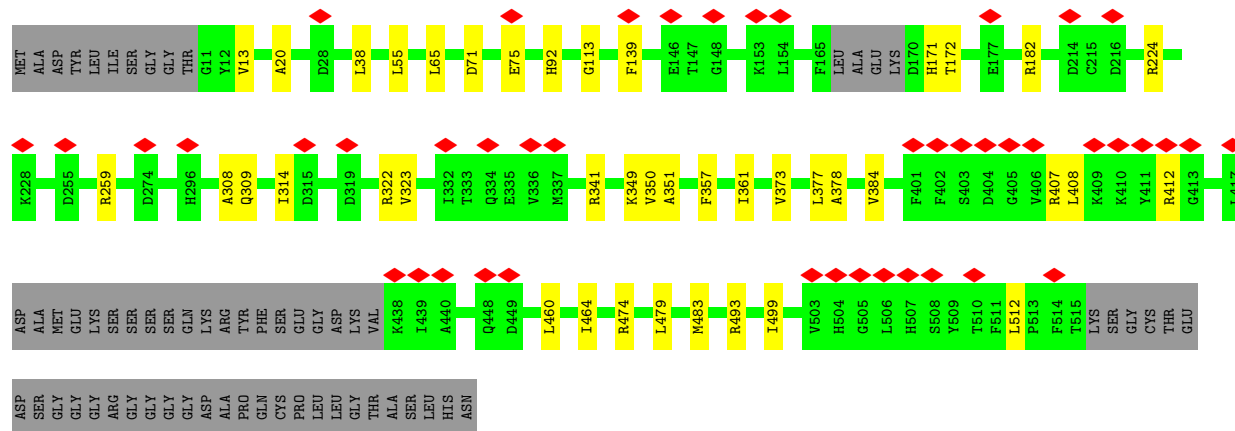 MET ALA ASP TYR LEU ILE SER GLY GLY THR G11 Y12 V13 A20 D28 L38 L55 L65 D71 E75 H92 G113 F139 E146 T147 G148 K153 L154 F165 LEU ALA GLU LYS D170 H171 T172 E177 R182 D214 C215 D216 R224
K228 D255 R259 D274 H296 A308 Q309 I314 D315 D319 R322 V323 I332 T333 Q334 E335 V336 M337 R341 K349 V350 A351 F357 I361 V373 L377 A378 V384 F401 F402 S403 D404 G405 V406 R407 L408 K409 K410 Y411 R412 G413 L417
ASP ALA MET GLU LYS SER SER SER SER GLN LYS ARG TYR PHE SER GLU GLY ASP LYS VAL K438 I439 A440 Q448 D449 L460 I464 R474 L479 M483 R493 I499 V503 H504 G505 L506 H507 S508 Y509 T510 F511 L512 P513 F514 T515 LYS SER GLY CYS THR GLU
ASP SER GLY GLY GLY ARG GLY GLY GLY GLY ASP ALA PRO GLN CYS PRO LEU LEU GLY THR ALA SER LEU HIS ASN